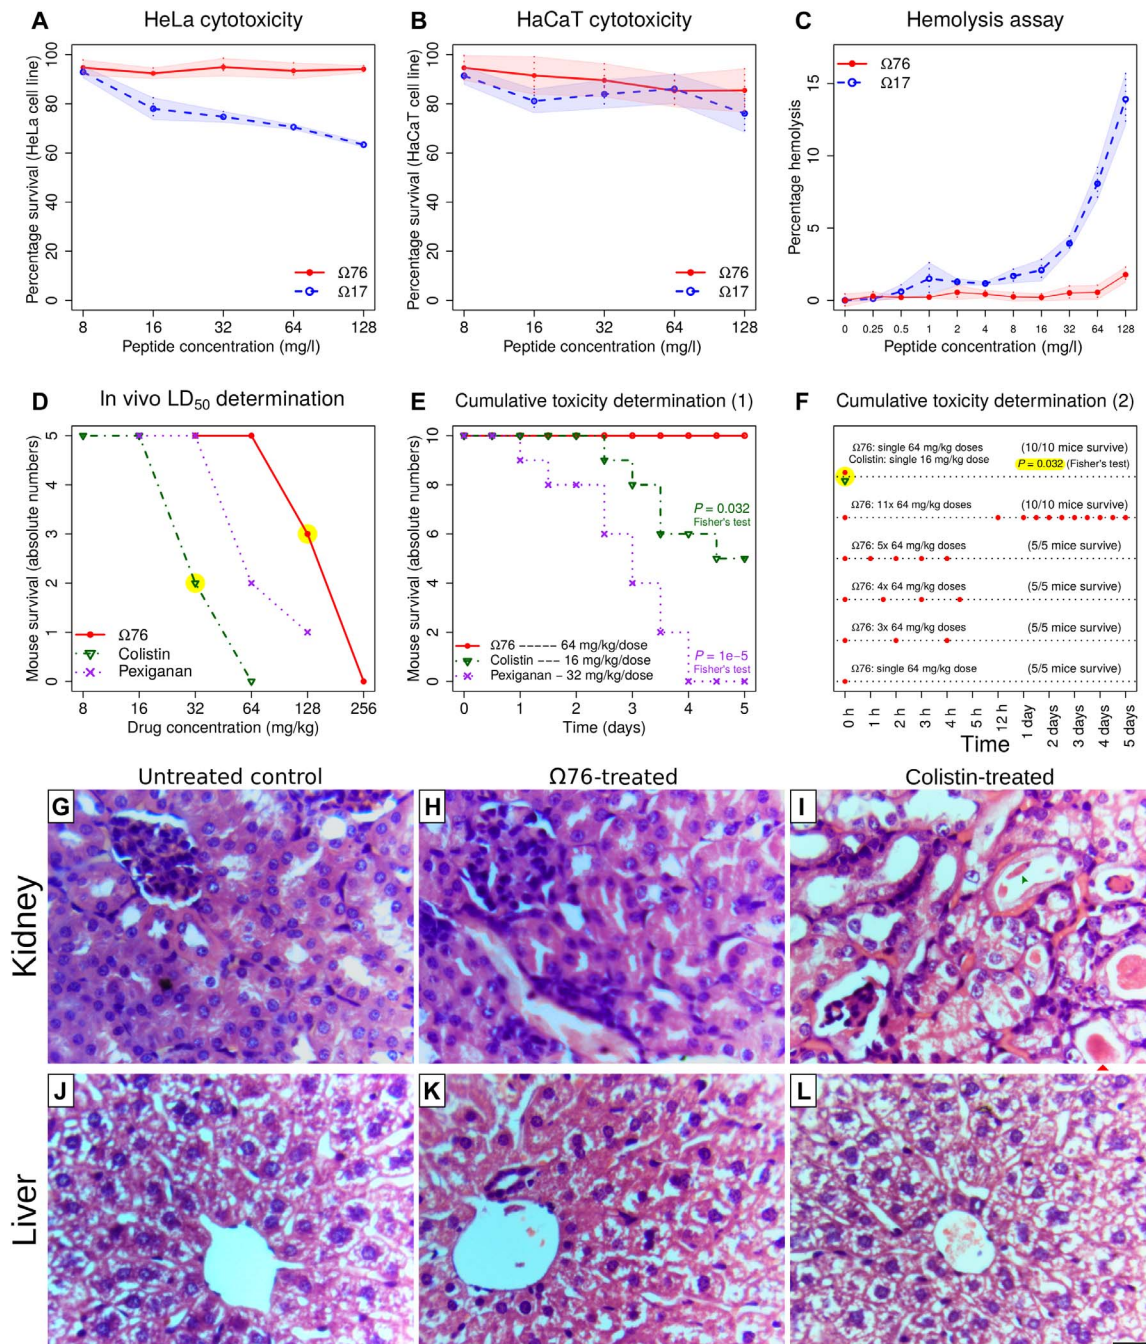 A HeLa cytotoxicity
Percentage survival (HeLa cell line)
100
80
60
40
20
0
Ω76
Ω17
8 16 32 64 128
Peptide concentration (mg/l)
B HaCaT cytotoxicity
Percentage survival (HaCaT cell line)
100
80
60
40
20
0
Ω76
Ω17
8 16 32 64 128
Peptide concentration (mg/l)
C Hemolysis assay
Percentage hemolysis
Ω76
Ω17
15
10
5
0
0 0.25 0.5 1 2 4 8 16 32 64 128
Peptide concentration (mg/l)
D In vivo LD50 determination
Mouse survival (absolute numbers)
5
4
3
2
1
0
Ω76
Colistin
Pexiganan
8 16 32 64 128 256
Drug concentration (mg/kg)
E Cumulative toxicity determination (1)
Mouse survival (absolute numbers)
10
8
6
4
2
0
P = 0.032
Fisher's test
P = 1e−5
Fisher's test
Ω76 −−−−− 64 mg/kg/dose
Colistin −−− 16 mg/kg/dose
Pexiganan − 32 mg/kg/dose
0 1 2 3 4 5
Time (days)
F Cumulative toxicity determination (2)
Ω76: single 64 mg/kg doses
Colistin: single 16 mg/kg dose
(10/10 mice survive)
P = 0.032 (Fisher's test)
Ω76: 11x 64 mg/kg doses (10/10 mice survive)
Ω76: 5x 64 mg/kg doses (5/5 mice survive)
Ω76: 4x 64 mg/kg doses (5/5 mice survive)
Ω76: 3x 64 mg/kg doses (5/5 mice survive)
Ω76: single 64 mg/kg dose (5/5 mice survive)
0 h 1 h 2 h 3 h 4 h 5 h 12 h 1 day 2 days 3 days 4 days 5 days
Time
Untreated control Ω76-treated Colistin-treated
Kidney
G H I
Liver
J K L